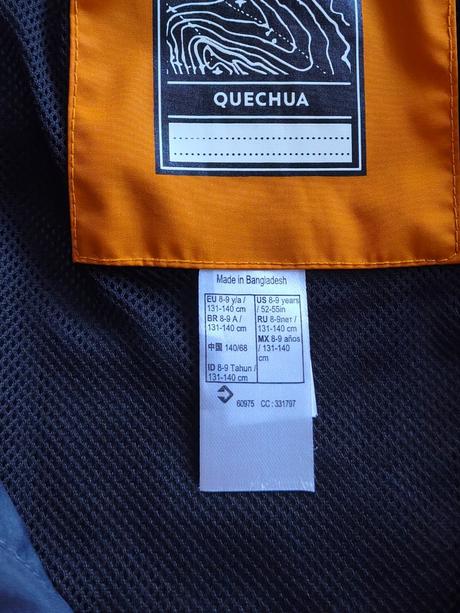 QUECHUA
Made in Bangladesh
EU 8-9 y/a /
131-140 cm
BR 8-9 A /
131-140 cm
中国 140/68
ID 8-9 Tahun /
131-140 cm
US 8-9 years
/ 52-55in
RU 8-9лет /
131-140 cm
MX 8-9 años
/ 131-140
cm
60975 CC : 331797